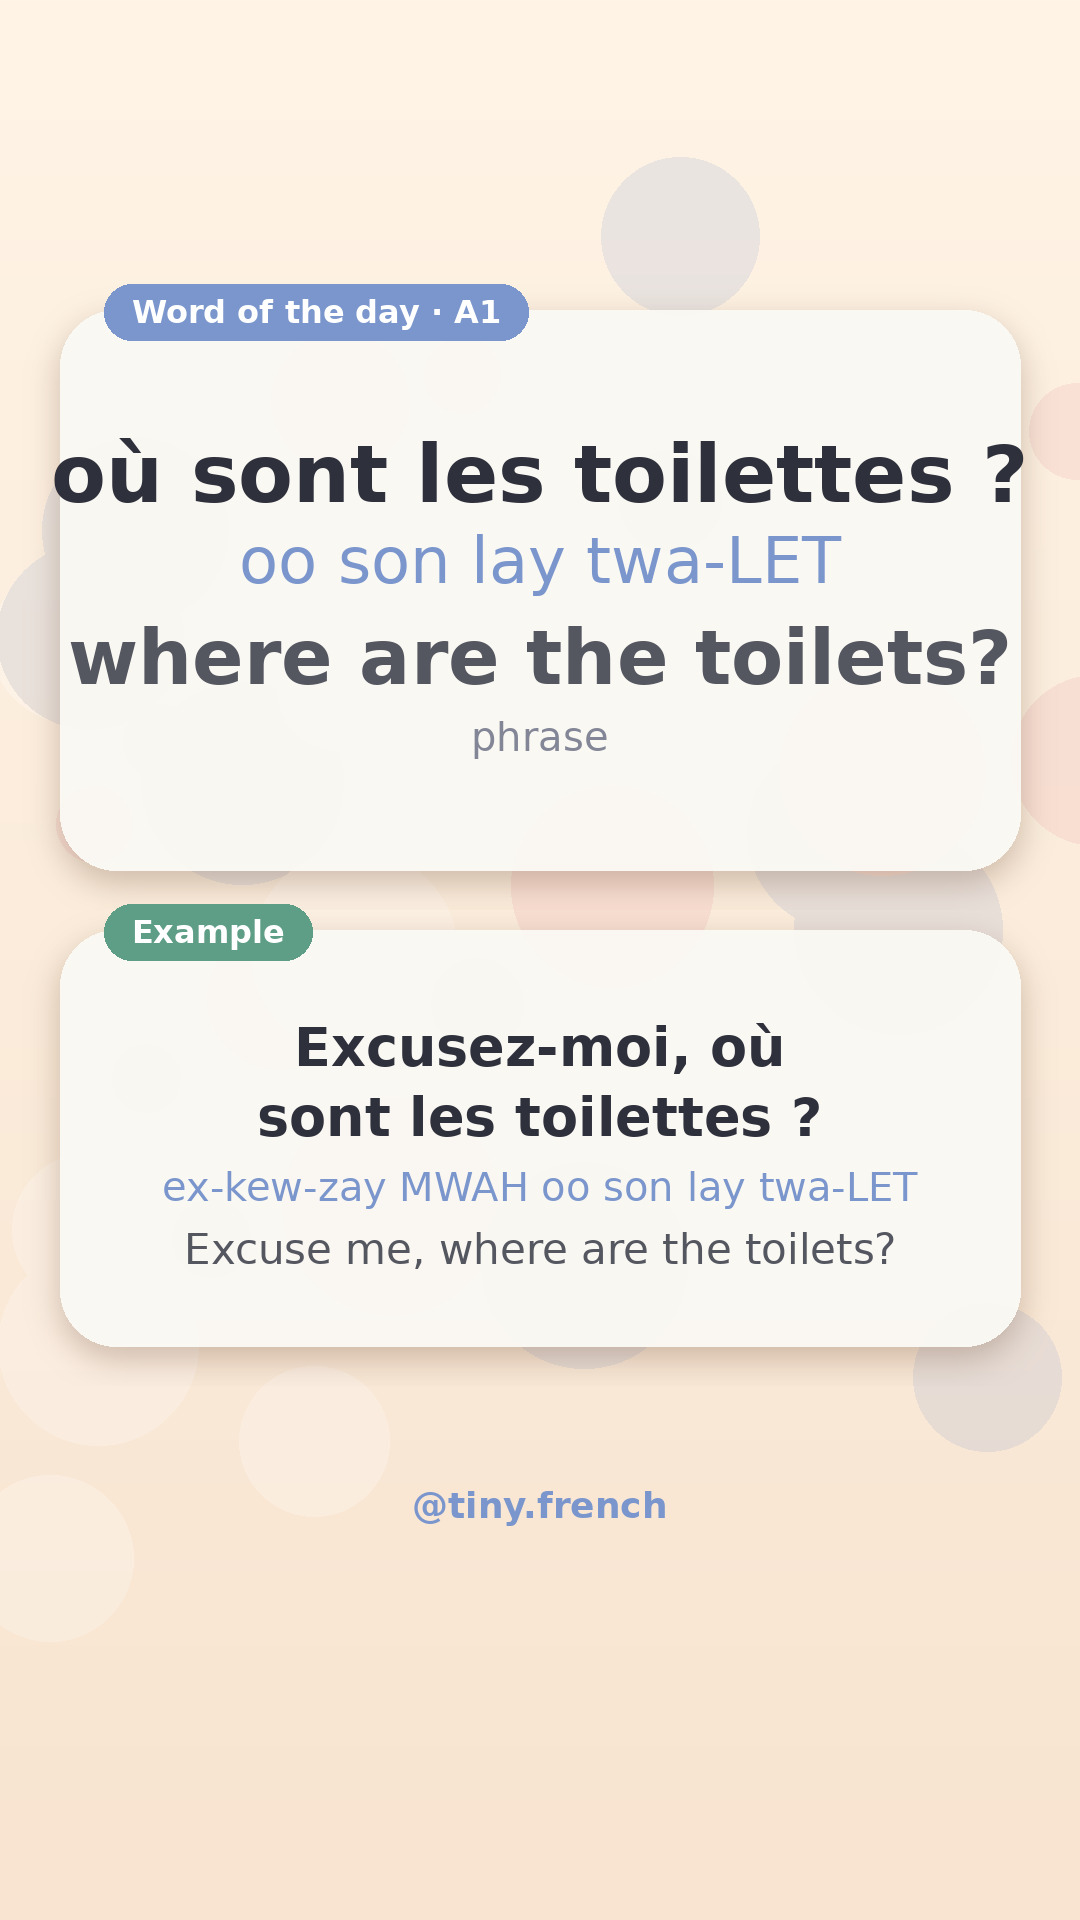 Word of the day · A1
où sont les toilettes ?
oo son lay twa-LET
where are the toilets?
phrase
Example
Excusez-moi, où
sont les toilettes ?
ex-kew-zay MWAH oo son lay twa-LET
Excuse me, where are the toilets?
@tiny.french